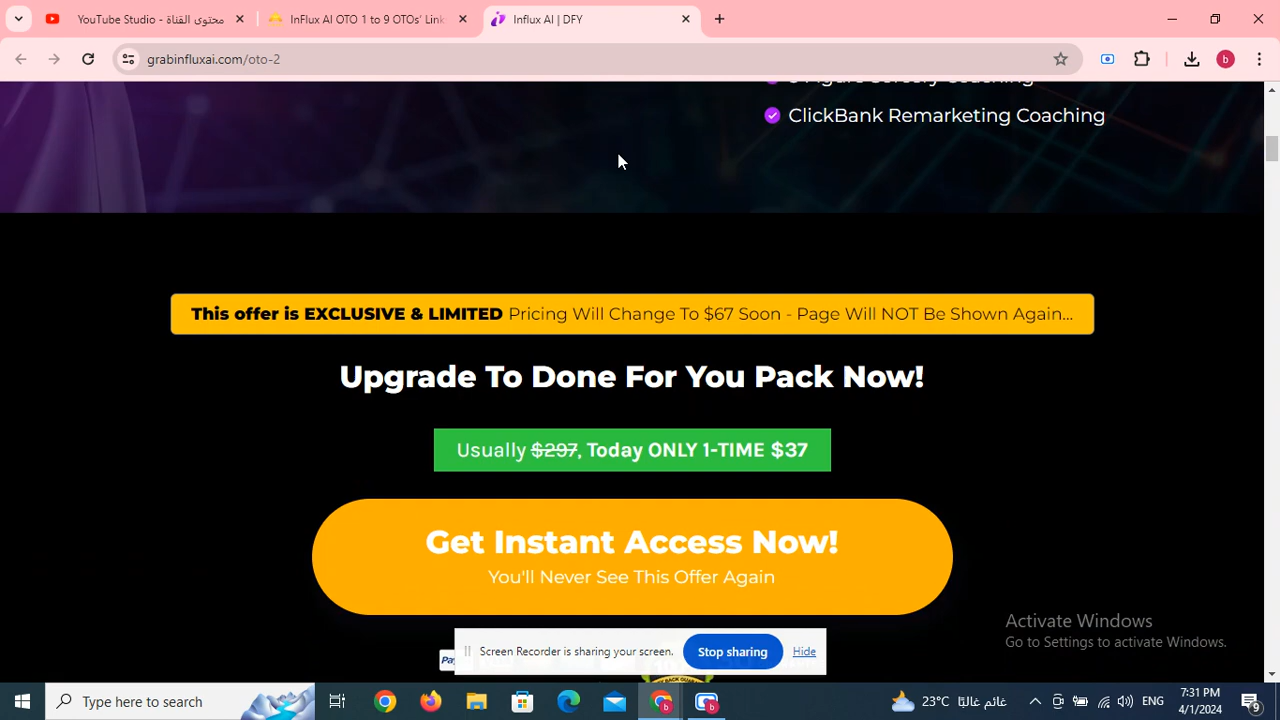 YouTube Studio - محتوى القناة
InFlux AI OTO 1 to 9 OTOs' Link
Influx AI | DFY
grabinfluxai.com/oto-2
b
ClickBank Remarketing Coaching
This offer is EXCLUSIVE & LIMITED Pricing Will Change To $67 Soon - Page Will NOT Be Shown Again...
Upgrade To Done For You Pack Now!
Usually $297, Today ONLY 1-TIME $37
Get Instant Access Now!
You'll Never See This Offer Again
Activate Windows
Go to Settings to activate Windows.
Screen Recorder is sharing your screen.
Stop sharing
Hide
Type here to search
23°C غائم غالبًا
ENG
7:31 PM
4/1/2024
9